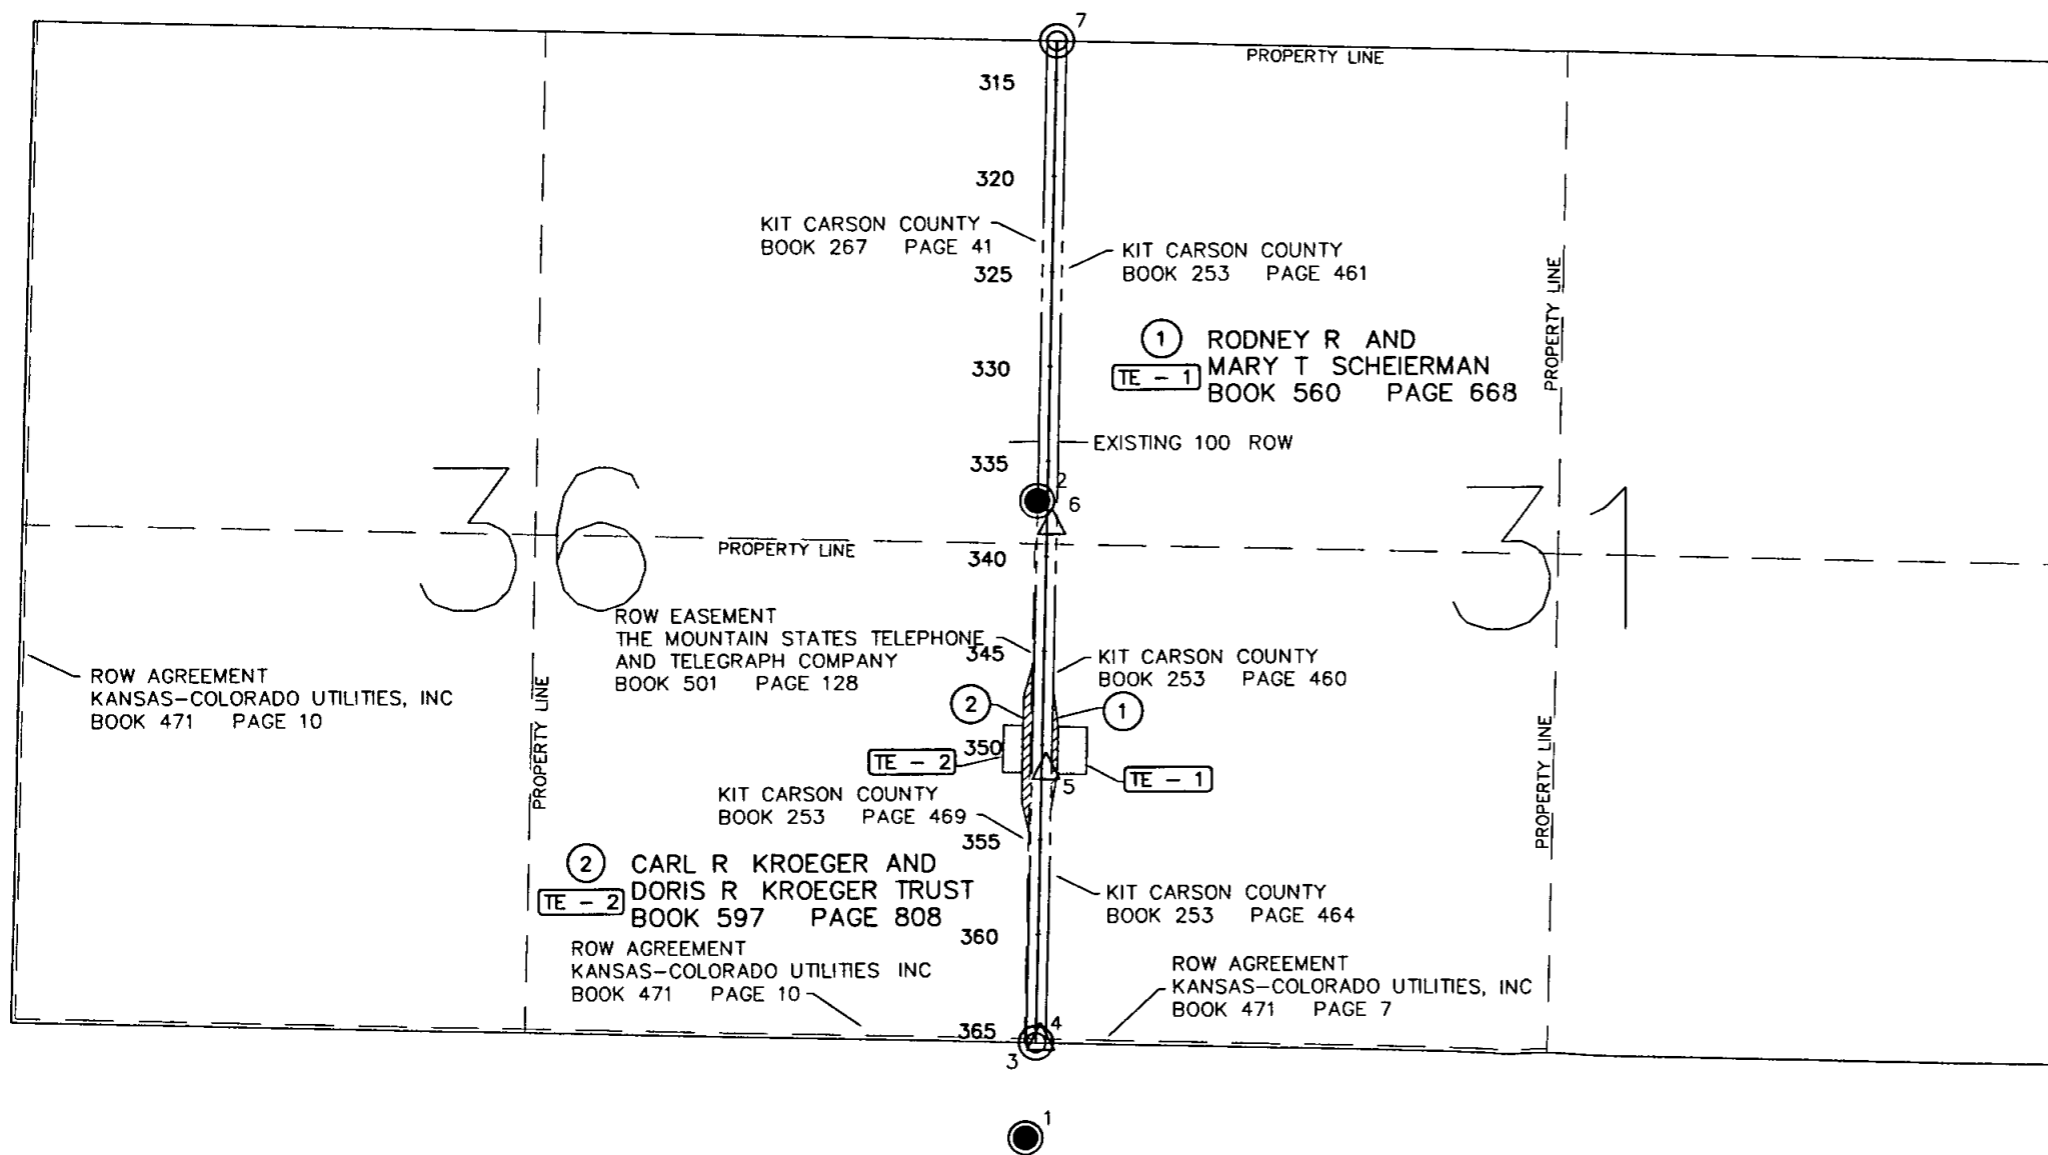 7
PROPERTY LINE
315
320
KIT CARSON COUNTY
BOOK 267 PAGE 41
KIT CARSON COUNTY
BOOK 253 PAGE 461
325
PROPERTY LINE
1 RODNEY R AND
TE - 1 MARY T SCHEIERMAN
BOOK 560 PAGE 668
330
EXISTING 100 ROW
335
2
6
36
31
PROPERTY LINE
340
ROW EASEMENT
THE MOUNTAIN STATES TELEPHONE
AND TELEGRAPH COMPANY
BOOK 501 PAGE 128
345
KIT CARSON COUNTY
BOOK 253 PAGE 460
ROW AGREEMENT
KANSAS-COLORADO UTILITIES, INC
BOOK 471 PAGE 10
PROPERTY LINE
2
1
PROPERTY LINE
350
TE - 2
TE - 1
5
KIT CARSON COUNTY
BOOK 253 PAGE 469
355
2 CARL R KROEGER AND
TE - 2 DORIS R KROEGER TRUST
BOOK 597 PAGE 808
KIT CARSON COUNTY
BOOK 253 PAGE 464
360
ROW AGREEMENT
KANSAS-COLORADO UTILITIES INC
BOOK 471 PAGE 10
ROW AGREEMENT
KANSAS-COLORADO UTILITIES, INC
BOOK 471 PAGE 7
365
4
3
1